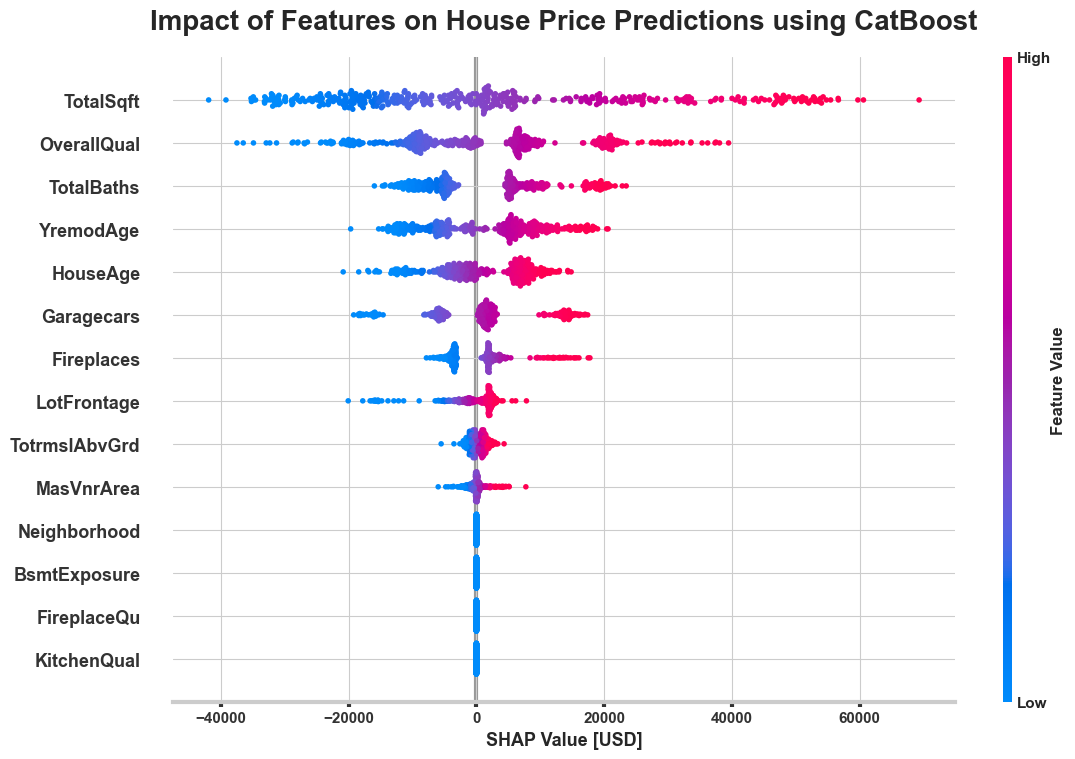 Impact of Features on House Price Predictions using CatBoost
High
TotalSqft
OverallQual
TotalBaths
YremodAge
HouseAge
Garagecars
Fireplaces
LotFrontage
TotrmslAbvGrd
MasVnrArea
Neighborhood
BsmtExposure
FireplaceQu
KitchenQual
Feature Value
Low
−40000 −20000 0 20000 40000 60000
SHAP Value [USD]